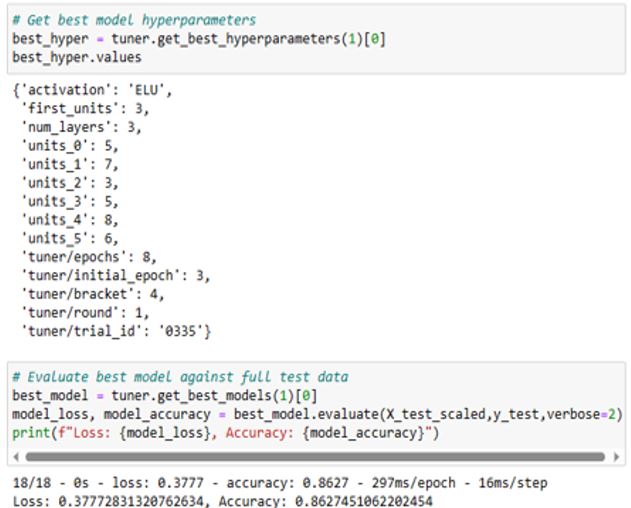 # Get best model hyperparameters
best_hyper = tuner.get_best_hyperparameters(1)[0]
best_hyper.values
{'activation': 'ELU',
'first_units': 3,
'num_layers': 3,
'units_0': 5,
'units_1': 7,
'units_2': 3,
'units_3': 5,
'units_4': 8,
'units_5': 6,
'tuner/epochs': 8,
'tuner/initial_epoch': 3,
'tuner/bracket': 4,
'tuner/round': 1,
'tuner/trial_id': '0335'}
# Evaluate best model against full test data
best_model = tuner.get_best_models(1)[0]
model_loss, model_accuracy = best_model.evaluate(X_test_scaled,y_test,verbose=2)
print(f"Loss: {model_loss}, Accuracy: {model_accuracy}")
18/18 - 0s - loss: 0.3777 - accuracy: 0.8627 - 297ms/epoch - 16ms/step
Loss: 0.37772831320762634, Accuracy: 0.8627451062202454